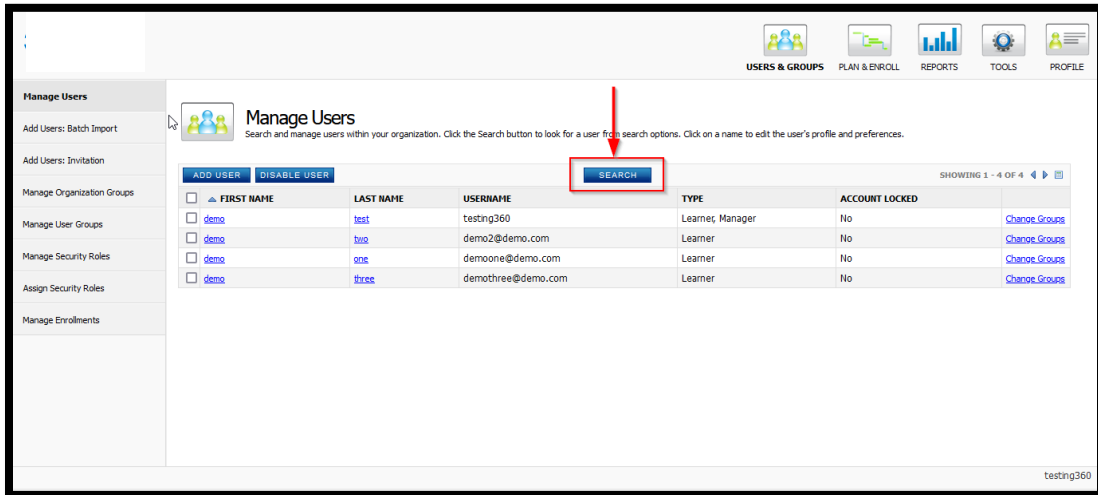 USERS & GROUPS PLAN & ENROLL REPORTS TOOLS PROFILE
Manage Users
Add Users: Batch Import
Add Users: Invitation
Manage Organization Groups
Manage User Groups
Manage Security Roles
Assign Security Roles
Manage Enrollments
Manage Users
Search and manage users within your organization. Click the Search button to look for a user from search options. Click on a name to edit the user's profile and preferences.
ADD USER DISABLE USER SEARCH SHOWING 1 - 4 OF 4
FIRST NAME LAST NAME USERNAME TYPE ACCOUNT LOCKED
demo test testing360 Learner, Manager No Change Groups
demo two demo2@demo.com Learner No Change Groups
demo one demoone@demo.com Learner No Change Groups
demo three demothree@demo.com Learner No Change Groups
testing360